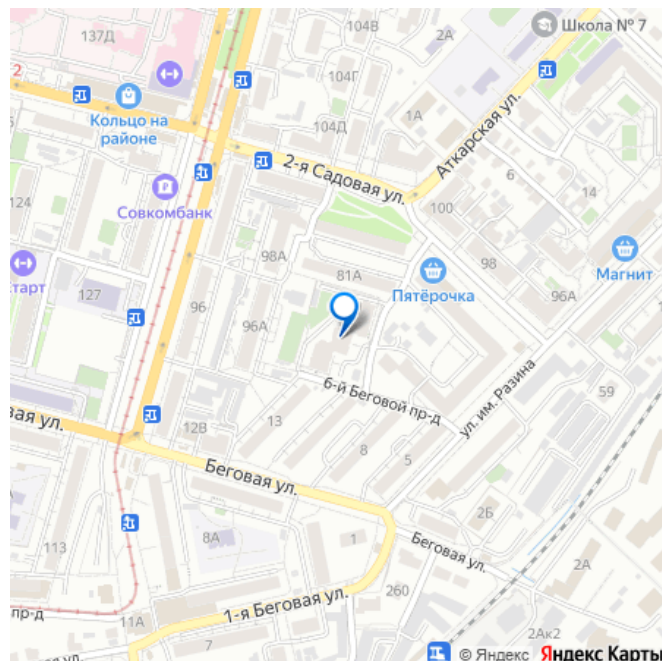 137Д
2А
Школа № 7
104Г
2
Кольцо на
районе
104Д
1А
Аткарская ул.
2-я Садовая ул.
6
14
124
Совкомбанк
100
98А
98
Магнит
Старт
127
81А
Пятёрочка
96А
96
96А
6-й Беговой пр-д
ул. им. Разина
59
13
12В
8
5
овая ул.
Беговая ул.
2Б
113
8А
1
Беговая ул.
2А
260
пр-д
11А
1-я Беговая ул.
7
2Ак2
ул.
© Яндекс Яндекс Карты